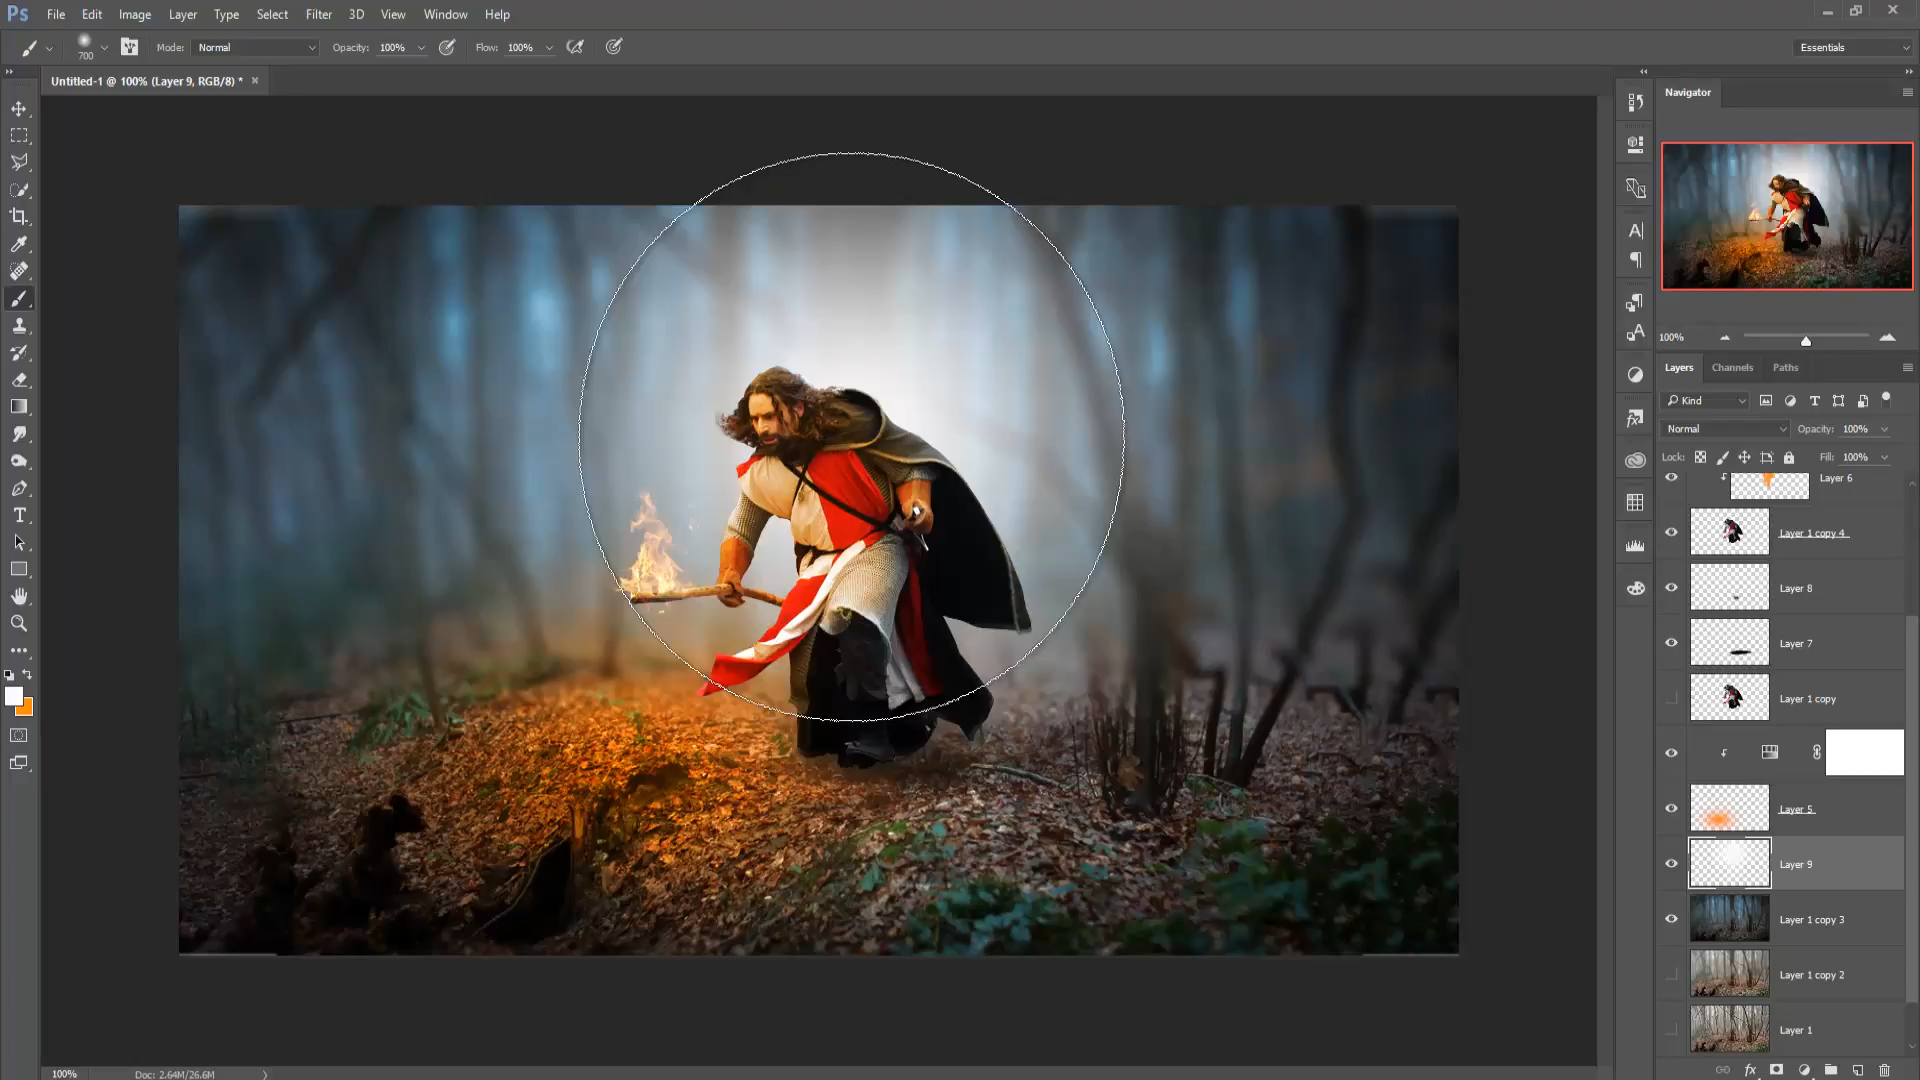 Ps File Edit Image Layer Type Select Filter 3D View Window Help
700 Mode: Normal Opacity: 100% Flow: 100% Essentials
Untitled-1 @ 100% (Layer 9, RGB/8) *
Navigator
100%
Layers Channels Paths
Kind
Normal Opacity: 100%
Lock: Fill: 100%
Layer 6
Layer 1 copy 4
Layer 8
Layer 7
Layer 1 copy
Layer 5
Layer 9
Layer 1 copy 3
Layer 1 copy 2
Layer 1
100% Doc: 2.64M/26.6M